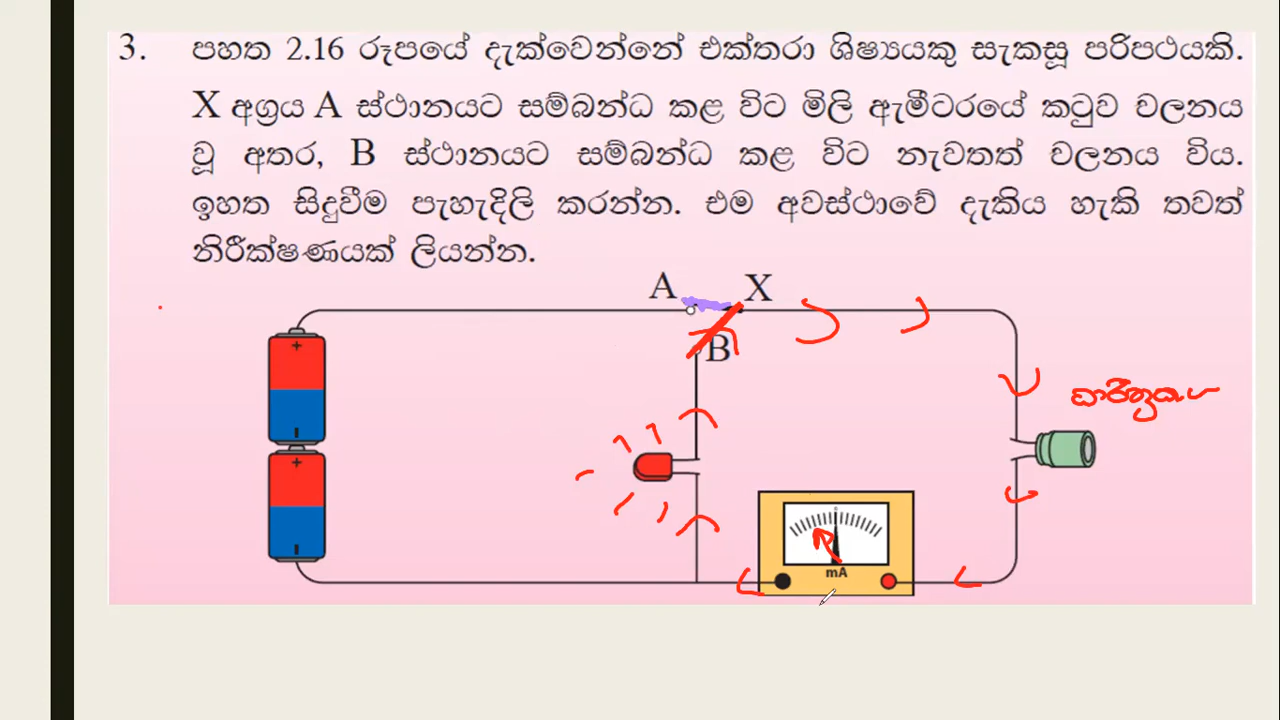 3. පහත 2.16 රූපයේ දැක්වෙන්නේ එක්තරා ශිෂ්‍යයකු සැකසූ පරිපථයකි.
X අග්‍රය A ස්ථානයට සම්බන්ධ කළ විට මිලි ඇමීටරයේ කටුව චලනය
වූ අතර, B ස්ථානයට සම්බන්ධ කළ විට නැවතත් චලනය විය.
ඉහත සිදුවීම පැහැදිලි කරන්න. එම අවස්ථාවේ දැකිය හැකි තවත්
නිරීක්ෂණයක් ලියන්න.
A X
B
+
ධාරිත්‍රකය
+
mA